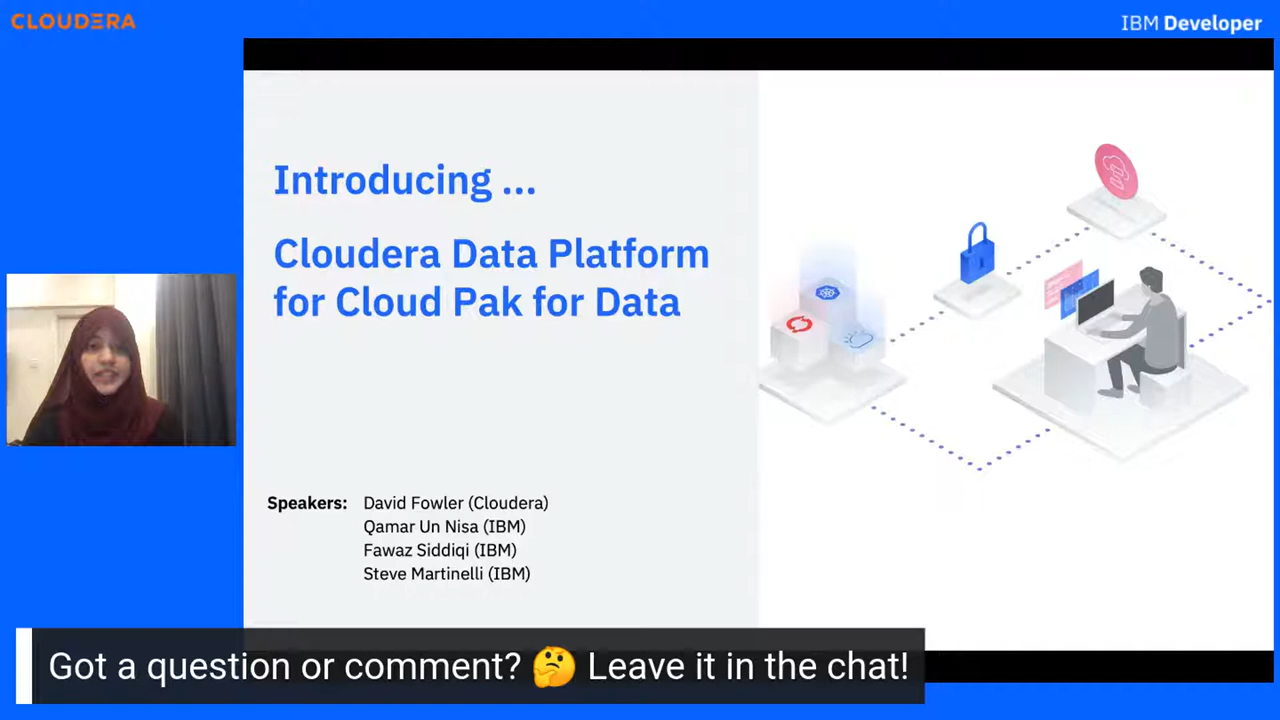 CLOUDERA
IBM Developer
Introducing ...
Cloudera Data Platform
for Cloud Pak for Data
Speakers: David Fowler (Cloudera)
Qamar Un Nisa (IBM)
Fawaz Siddiqi (IBM)
Steve Martinelli (IBM)
Got a question or comment? 🤔 Leave it in the chat!